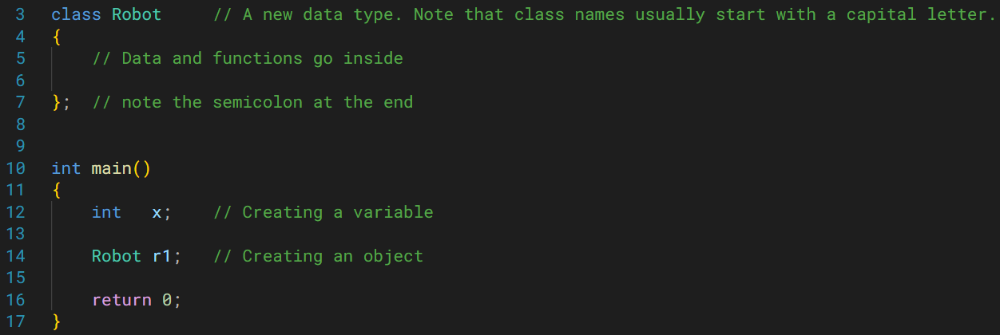 3 class Robot // A new data type. Note that class names usually start with a capital letter.
4 {
5 // Data and functions go inside
6
7 }; // note the semicolon at the end
8
9
10 int main()
11 {
12 int x; // Creating a variable
13
14 Robot r1; // Creating an object
15
16 return 0;
17 }